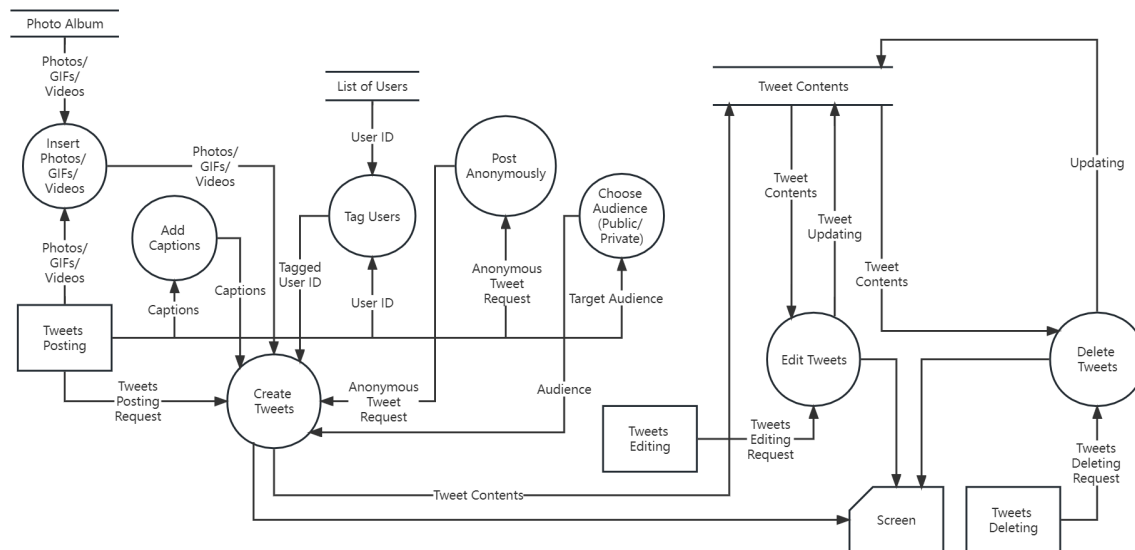 Photo Album
Photos/
GIFs/
Videos
List of Users
Tweet Contents
User ID
Insert
Photos/
GIFs/
Videos
Photos/
GIFs/
Videos
Post
Anonymously
Updating
Tweet
Contents
Choose
Audience
(Public/
Private)
Tag Users
Add
Captions
Tweet
Updating
Photos/
GIFs/
Videos
Tagged
User ID
Anonymous
Tweet
Request
Tweet
Contents
Captions
Captions
User ID
Target Audience
Tweets
Posting
Edit Tweets
Delete
Tweets
Tweets
Posting
Request
Create
Tweets
Anonymous
Tweet
Request
Audience
Tweets
Editing
Tweets
Editing
Request
Tweets
Deleting
Request
Tweet Contents
Screen
Tweets
Deleting